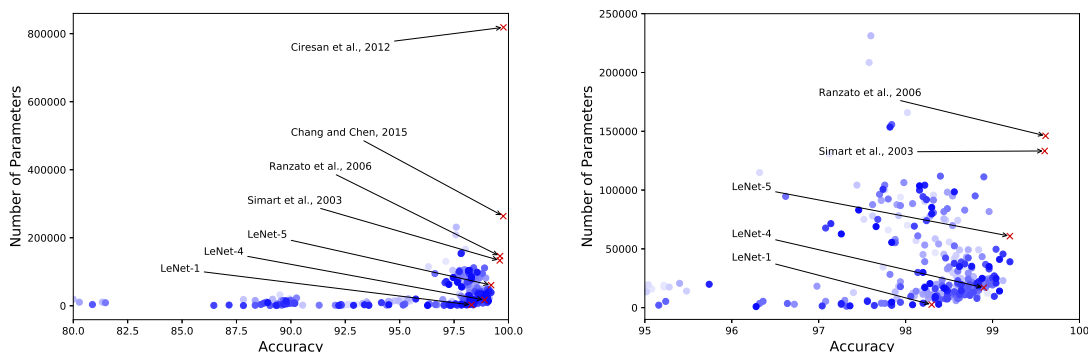 800000
600000
400000
200000
0
Number of Parameters
80.0 82.5 85.0 87.5 90.0 92.5 95.0 97.5 100.0
Accuracy
Ciresan et al., 2012
Chang and Chen, 2015
Ranzato et al., 2006
Simart et al., 2003
LeNet-5
LeNet-4
LeNet-1
250000
200000
150000
100000
50000
0
Number of Parameters
95 96 97 98 99 100
Accuracy
Ranzato et al., 2006
Simart et al., 2003
LeNet-5
LeNet-4
LeNet-1